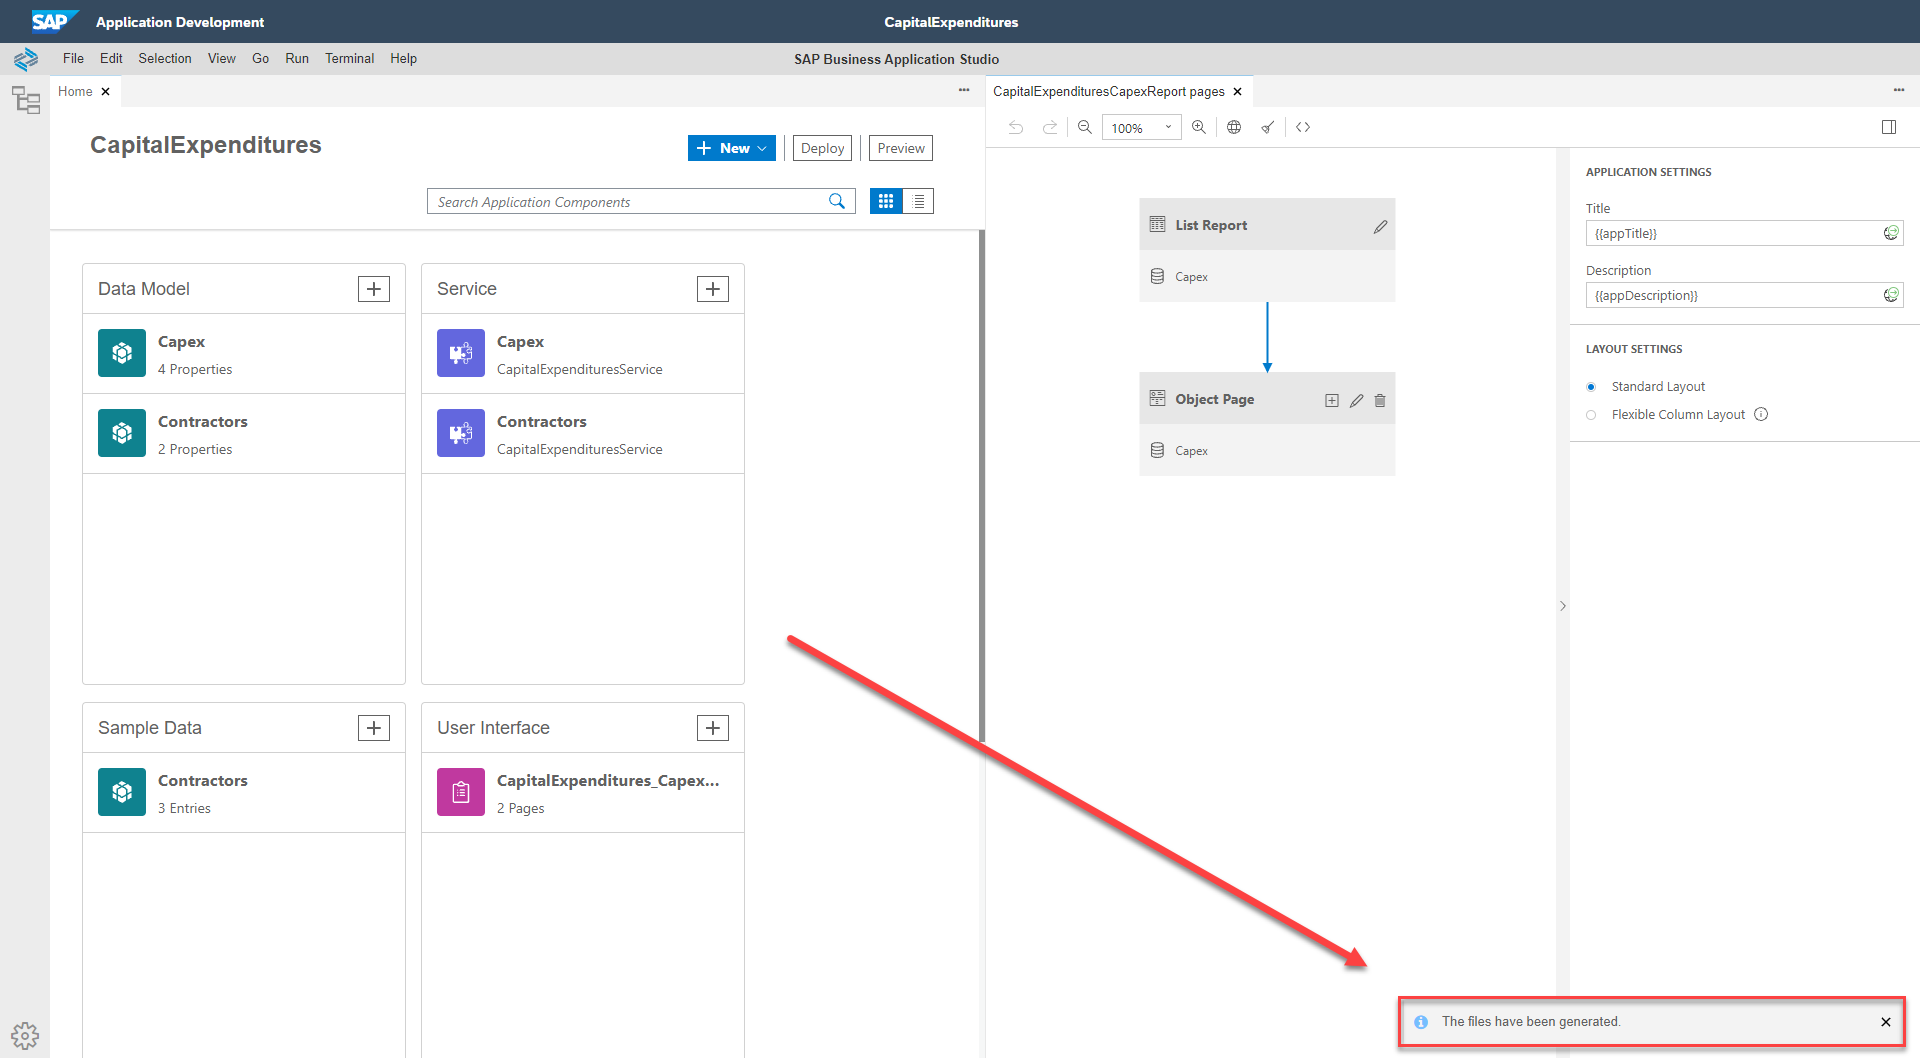 SAP Application Development CapitalExpenditures
File Edit Selection View Go Run Terminal Help SAP Business Application Studio
Home
CapitalExpenditures
New Deploy Preview
Search Application Components
Data Model
Capex
4 Properties
Contractors
2 Properties
Service
Capex
CapitalExpendituresService
Contractors
CapitalExpendituresService
Sample Data
Contractors
3 Entries
User Interface
CapitalExpenditures_Capex...
2 Pages
CapitalExpendituresCapexReport pages
100%
List Report
Capex
Object Page
Capex
APPLICATION SETTINGS
Title
{{appTitle}}
Description
{{appDescription}}
LAYOUT SETTINGS
Standard Layout
Flexible Column Layout
The files have been generated.